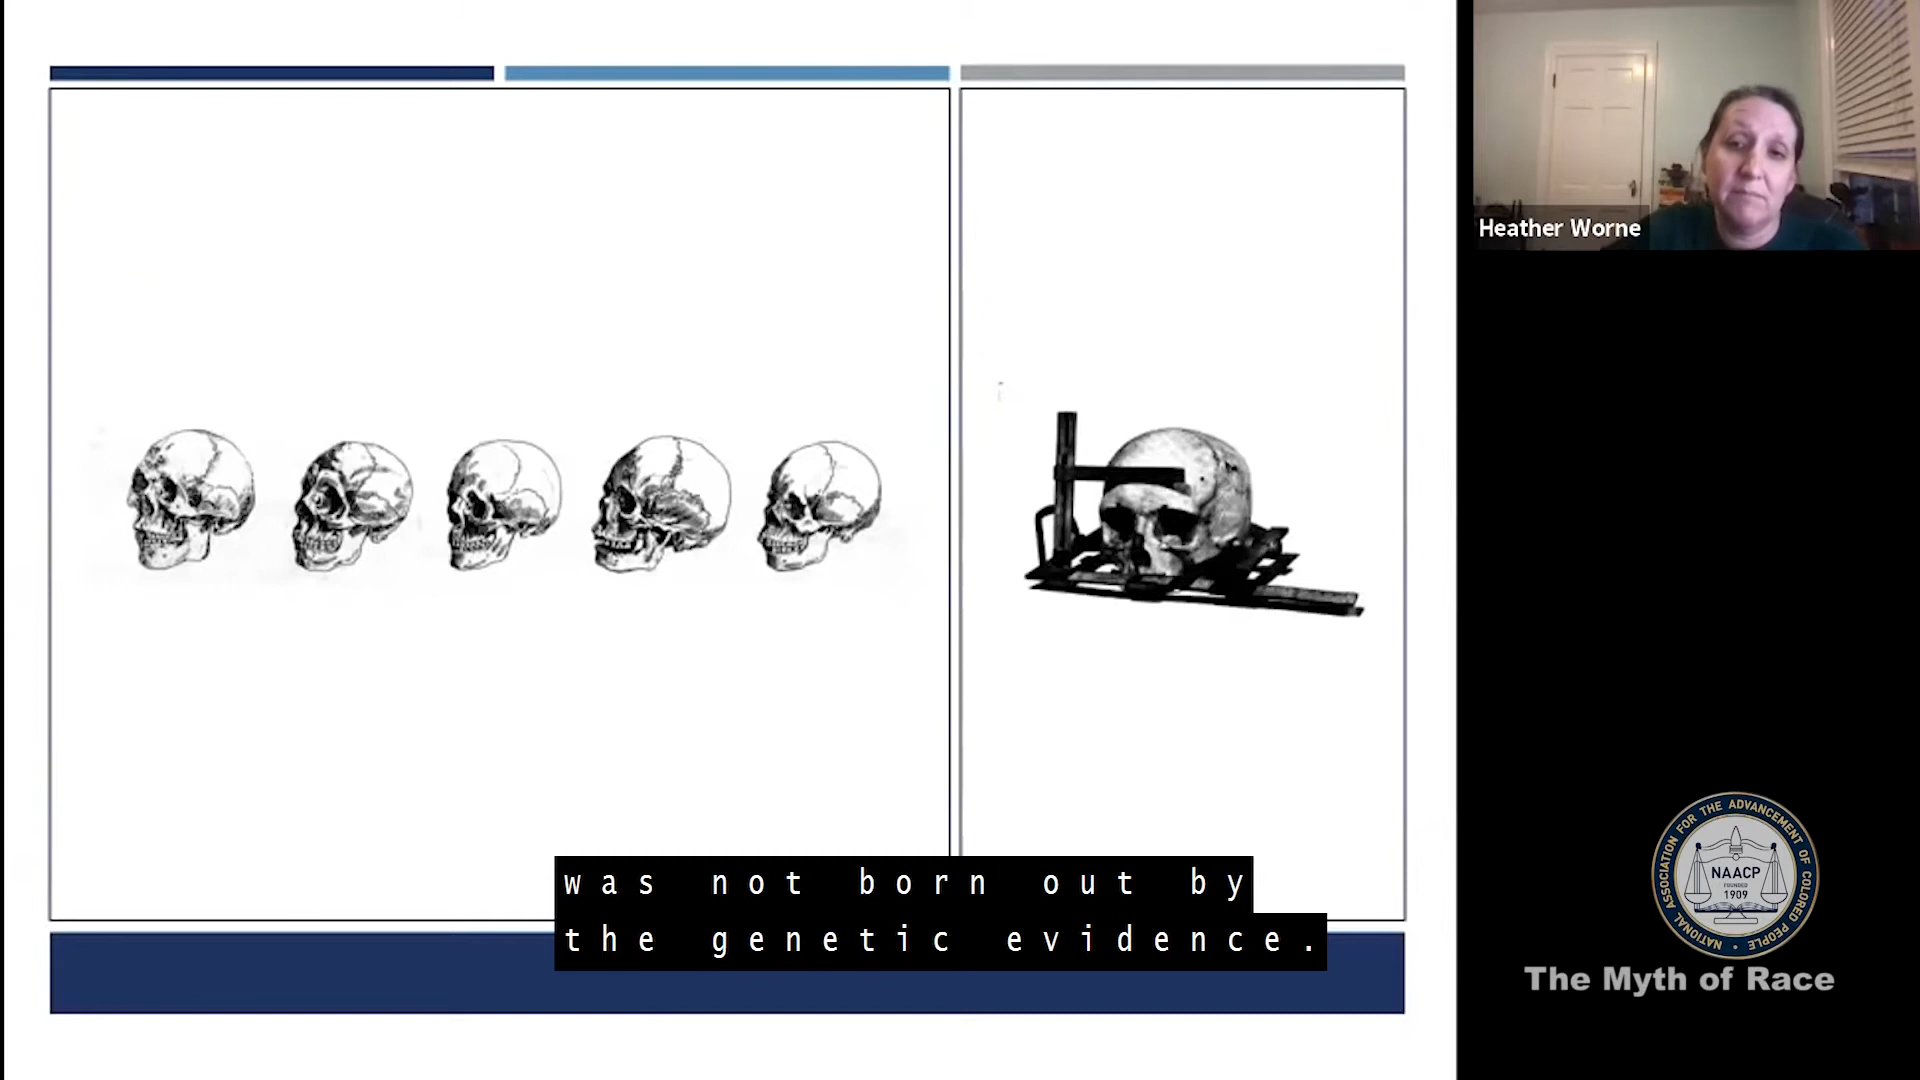 Heather Worne
was not born out by
the genetic evidence.
NATIONAL ASSOCIATION FOR THE ADVANCEMENT OF COLORED PEOPLE
NAACP
FOUNDED
1909
The Myth of Race